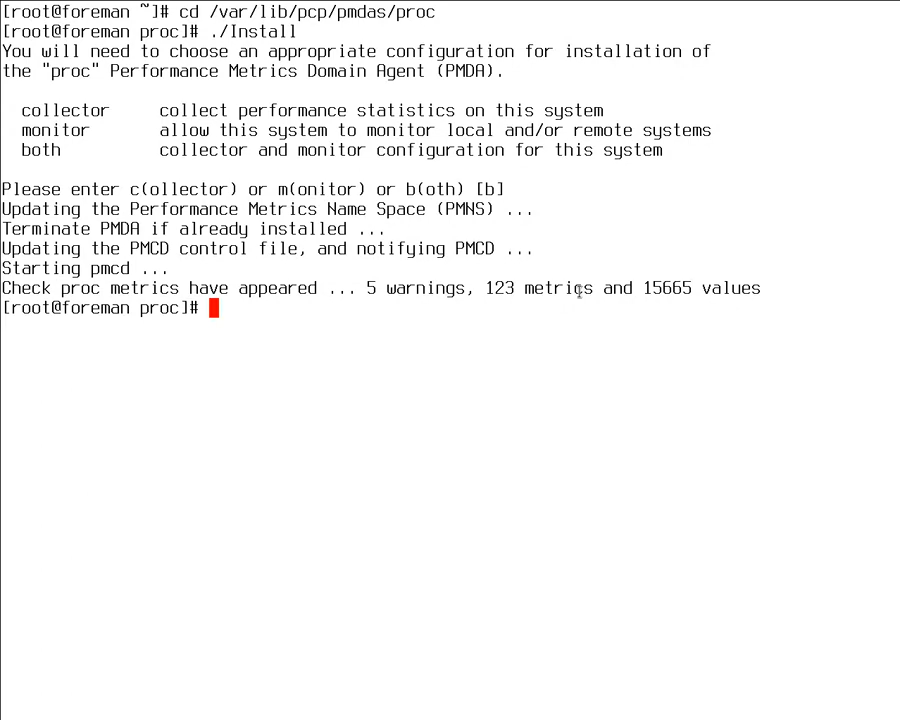 [root@foreman ~]# cd /var/lib/pcp/pmdas/proc
[root@foreman proc]# ./Install
You will need to choose an appropriate configuration for installation of
the "proc" Performance Metrics Domain Agent (PMDA).
collector     collect performance statistics on this system
monitor       allow this system to monitor local and/or remote systems
both          collector and monitor configuration for this system
Please enter c(ollector) or m(onitor) or b(oth) [b]
Updating the Performance Metrics Name Space (PMNS) ...
Terminate PMDA if already installed ...
Updating the PMCD control file, and notifying PMCD ...
Starting pmcd ...
Check proc metrics have appeared ... 5 warnings, 123 metrics and 15665 values
[root@foreman proc]#